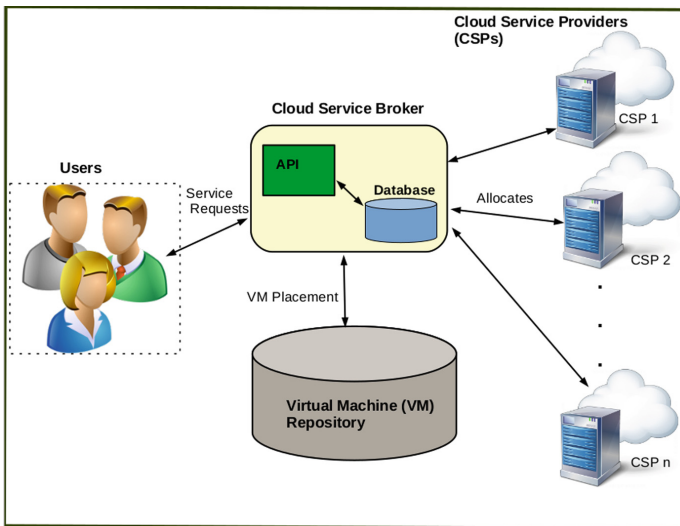 Cloud Service Providers
(CSPs)
CSP 1
Cloud Service Broker
API
Database
Users
Service
Requests
Allocates
CSP 2
VM Placement
Virtual Machine (VM)
Repository
CSP n